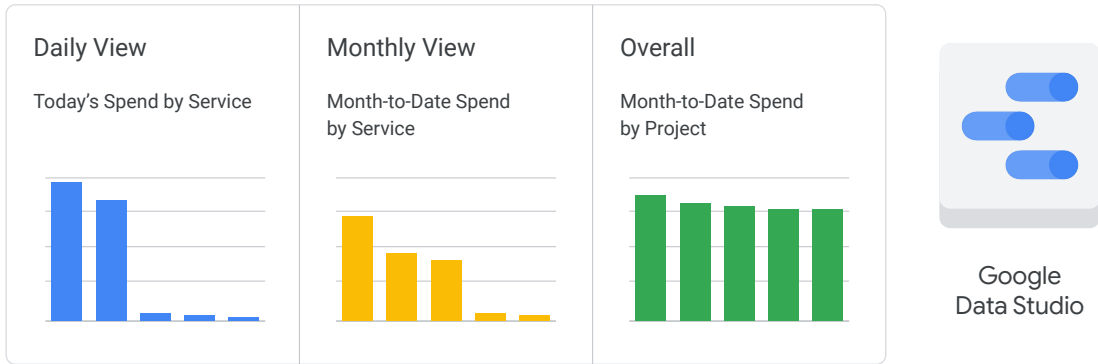 Daily View
Today’s Spend by Service
Monthly View
Month-to-Date Spend
by Service
Overall
Month-to-Date Spend
by Project
Google
Data Studio